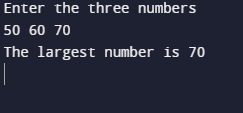 Enter the three numbers
50 60 70
The largest number is 70